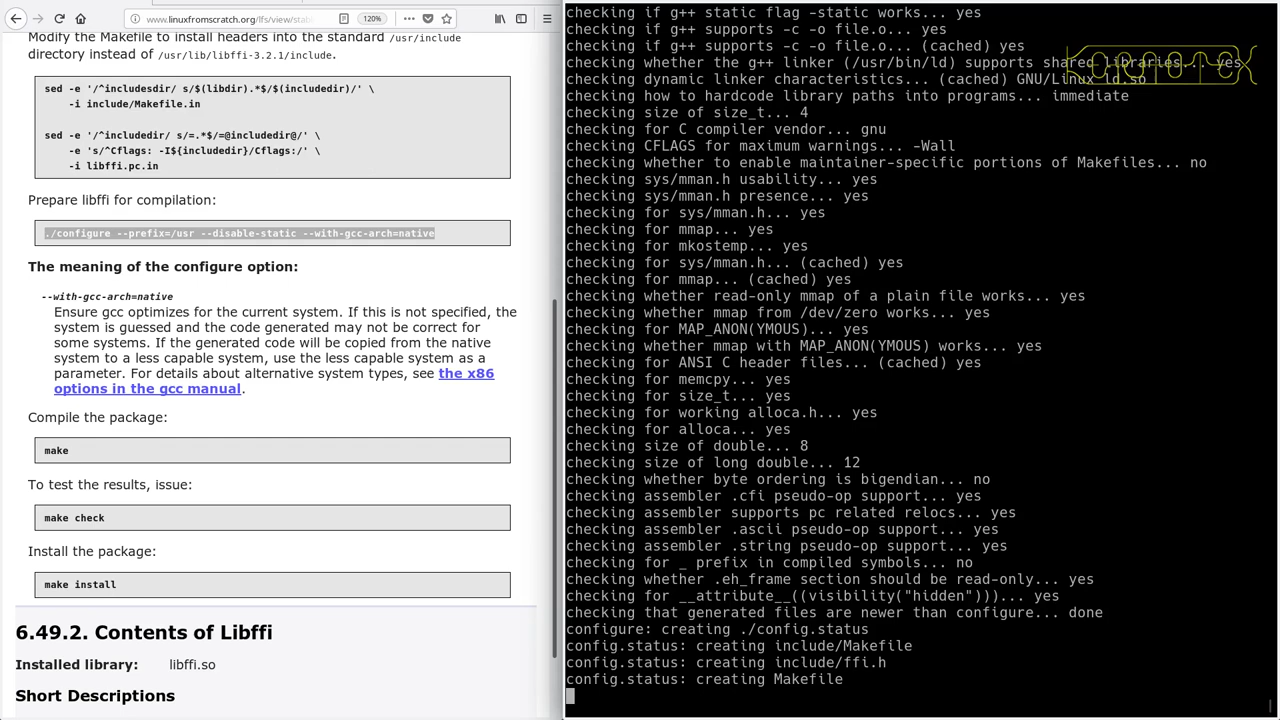 www.linuxfromscratch.org/lfs/view/stab
120%
Modify the Makefile to install headers into the standard /usr/include
directory instead of /usr/lib/libffi-3.2.1/include.
sed -e '/^includesdir/ s/$(libdir).*$/$(includedir)/' \
-i include/Makefile.in
sed -e '/^includedir/ s/=.*$/=@includedir@/' \
-e 's/^Cflags: -I${includedir}/Cflags:/' \
-i libffi.pc.in
Prepare libffi for compilation:
./configure --prefix=/usr --disable-static --with-gcc-arch=native
The meaning of the configure option:
--with-gcc-arch=native
Ensure gcc optimizes for the current system. If this is not specified, the
system is guessed and the code generated may not be correct for
some systems. If the generated code will be copied from the native
system to a less capable system, use the less capable system as a
parameter. For details about alternative system types, see the x86
options in the gcc manual.
Compile the package:
make
To test the results, issue:
make check
Install the package:
make install
6.49.2. Contents of Libffi
Installed library: libffi.so
Short Descriptions
checking if g++ static flag -static works... yes
checking if g++ supports -c -o file.o... yes
checking if g++ supports -c -o file.o... (cached) yes
checking whether the g++ linker (/usr/bin/ld) supports shared libraries... yes
checking dynamic linker characteristics... (cached) GNU/Linux ld.so
checking how to hardcode library paths into programs... immediate
checking size of size_t... 4
checking for C compiler vendor... gnu
checking CFLAGS for maximum warnings... -Wall
checking whether to enable maintainer-specific portions of Makefiles... no
checking sys/mman.h usability... yes
checking sys/mman.h presence... yes
checking for sys/mman.h... yes
checking for mmap... yes
checking for mkostemp... yes
checking for sys/mman.h... (cached) yes
checking for mmap... (cached) yes
checking whether read-only mmap of a plain file works... yes
checking whether mmap from /dev/zero works... yes
checking for MAP_ANON(YMOUS)... yes
checking whether mmap with MAP_ANON(YMOUS) works... yes
checking for ANSI C header files... (cached) yes
checking for memcpy... yes
checking for size_t... yes
checking for working alloca.h... yes
checking for alloca... yes
checking size of double... 8
checking size of long double... 12
checking whether byte ordering is bigendian... no
checking assembler .cfi pseudo-op support... yes
checking assembler supports pc related relocs... yes
checking assembler .ascii pseudo-op support... yes
checking assembler .string pseudo-op support... yes
checking for _ prefix in compiled symbols... no
checking whether .eh_frame section should be read-only... yes
checking for __attribute__((visibility("hidden")))... yes
checking that generated files are newer than configure... done
configure: creating ./config.status
config.status: creating include/Makefile
config.status: creating include/ffi.h
config.status: creating Makefile